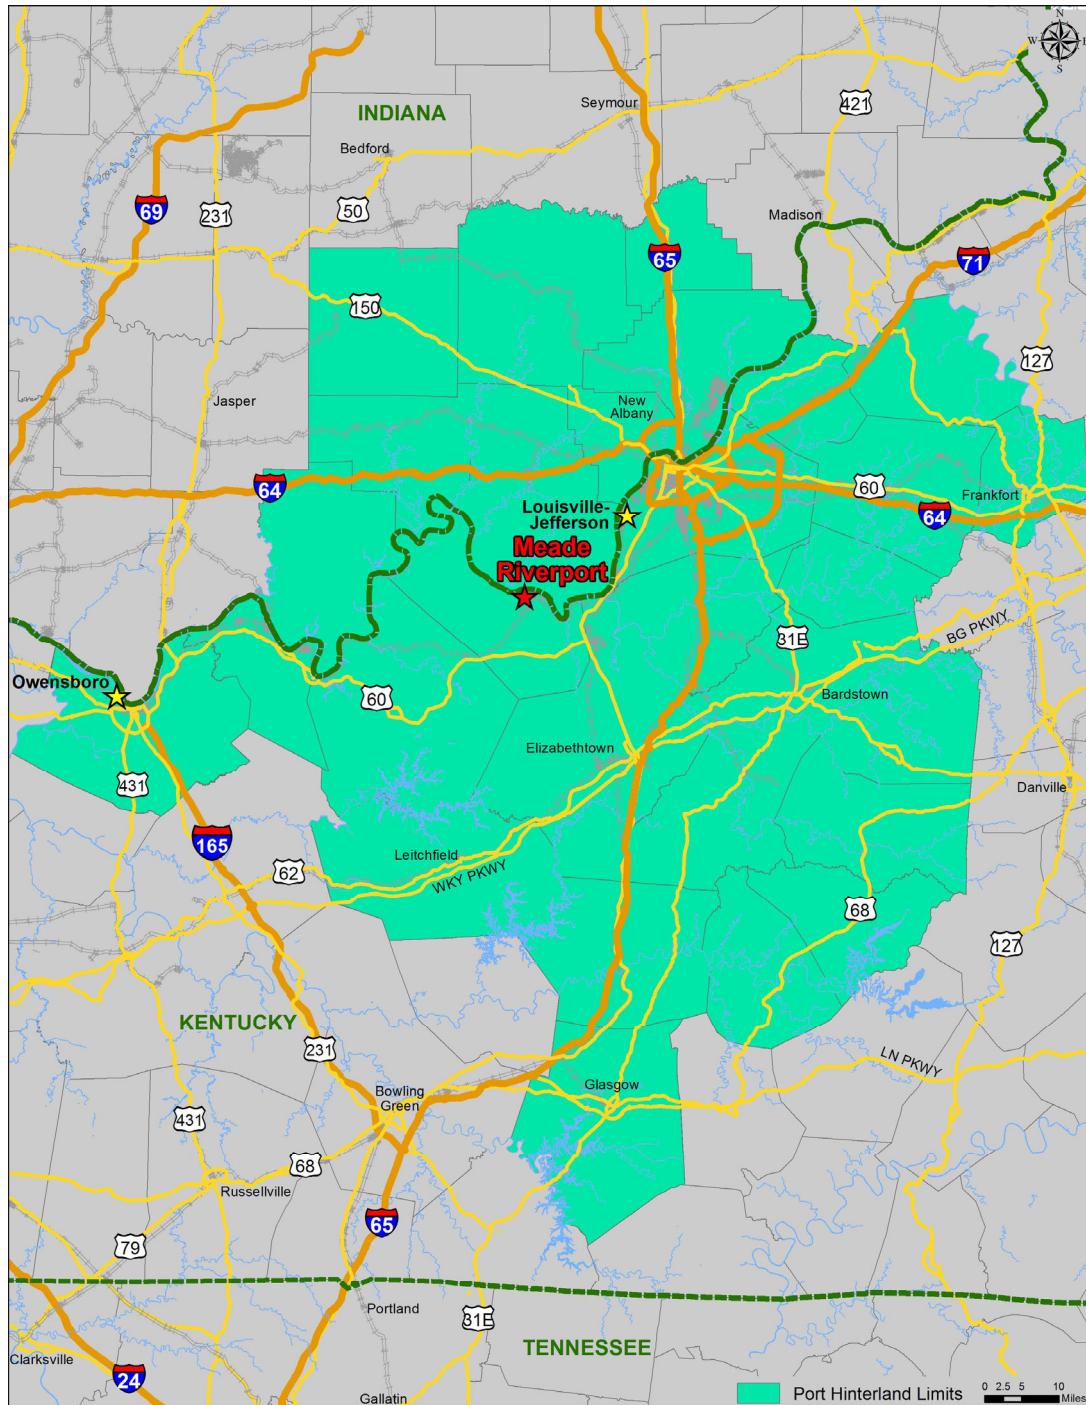 N
W
E
S
Seymour
421
INDIANA
Bedford
69
231
50
Madison
65
71
150
127
Jasper
New
Albany
64
60
Frankfort
64
Louisville-
Jefferson
Meade
Riverport
31E
BG PKWY
Owensboro
60
Bardstown
Elizabethtown
431
Danville
165
Leitchfield
62
WKY PKWY
68
127
KENTUCKY
231
LN PKWY
Glasgow
Bowling
Green
431
68
Russellville
65
79
Portland
31E
TENNESSEE
Clarksville
24
Gallatin
Port Hinterland Limits
0 2.5 5 10
Miles